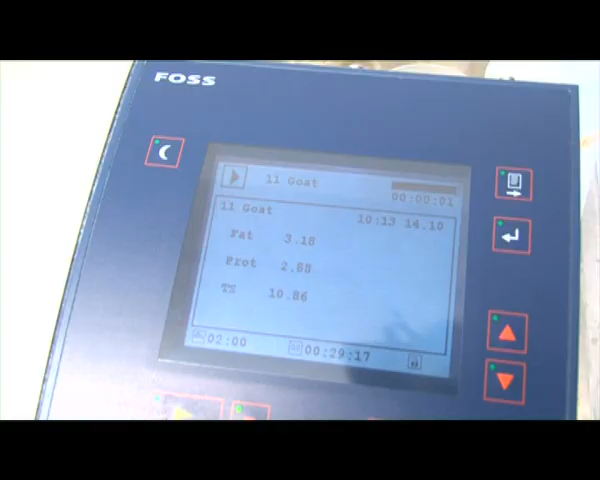 FOSS
11 Goat
00:00:01
11 Goat 10:13 14.10
Fat 3.18
Prot 2.68
TS 10.86
02:00 00:29:17